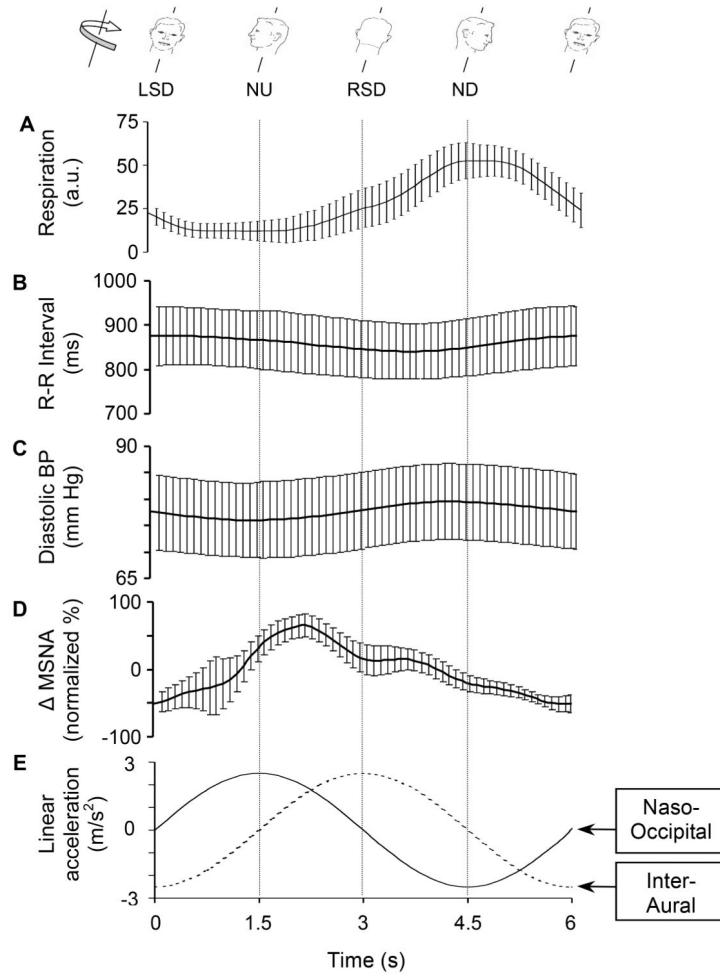 LSD NU RSD ND
A
Respiration
(a.u.)
75
50
25
0
B
R-R Interval
(ms)
1000
900
800
700
C
Diastolic BP
(mm Hg)
90
65
D
Δ MSNA
(normalized %)
100
0
-100
E
Linear
acceleration
(m/s²)
3
0
-3
Naso-
Occipital
Inter-
Aural
0 1.5 3 4.5 6
Time (s)